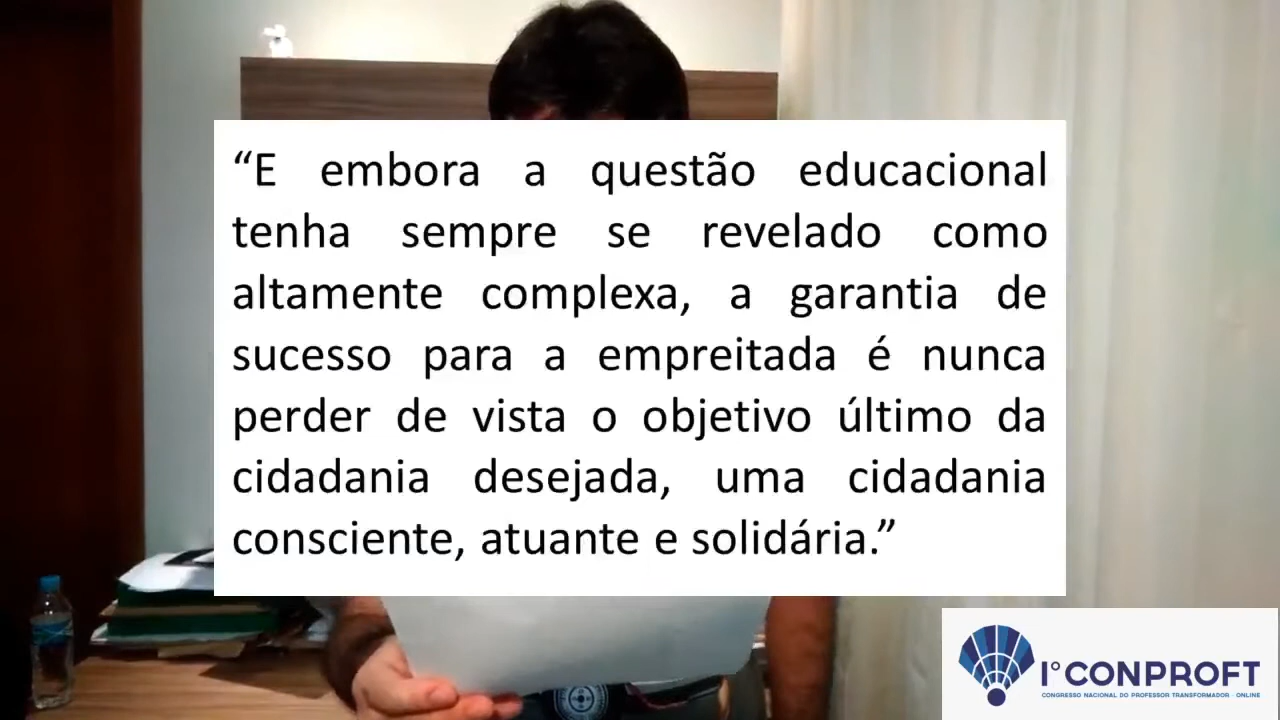 “E embora a questão educacional
tenha sempre se revelado como
altamente complexa, a garantia de
sucesso para a empreitada é nunca
perder de vista o objetivo último da
cidadania desejada, uma cidadania
consciente, atuante e solidária.”
I° CONPROFT
CONGRESSO NACIONAL DO PROFESSOR TRANSFORMADOR - ONLINE